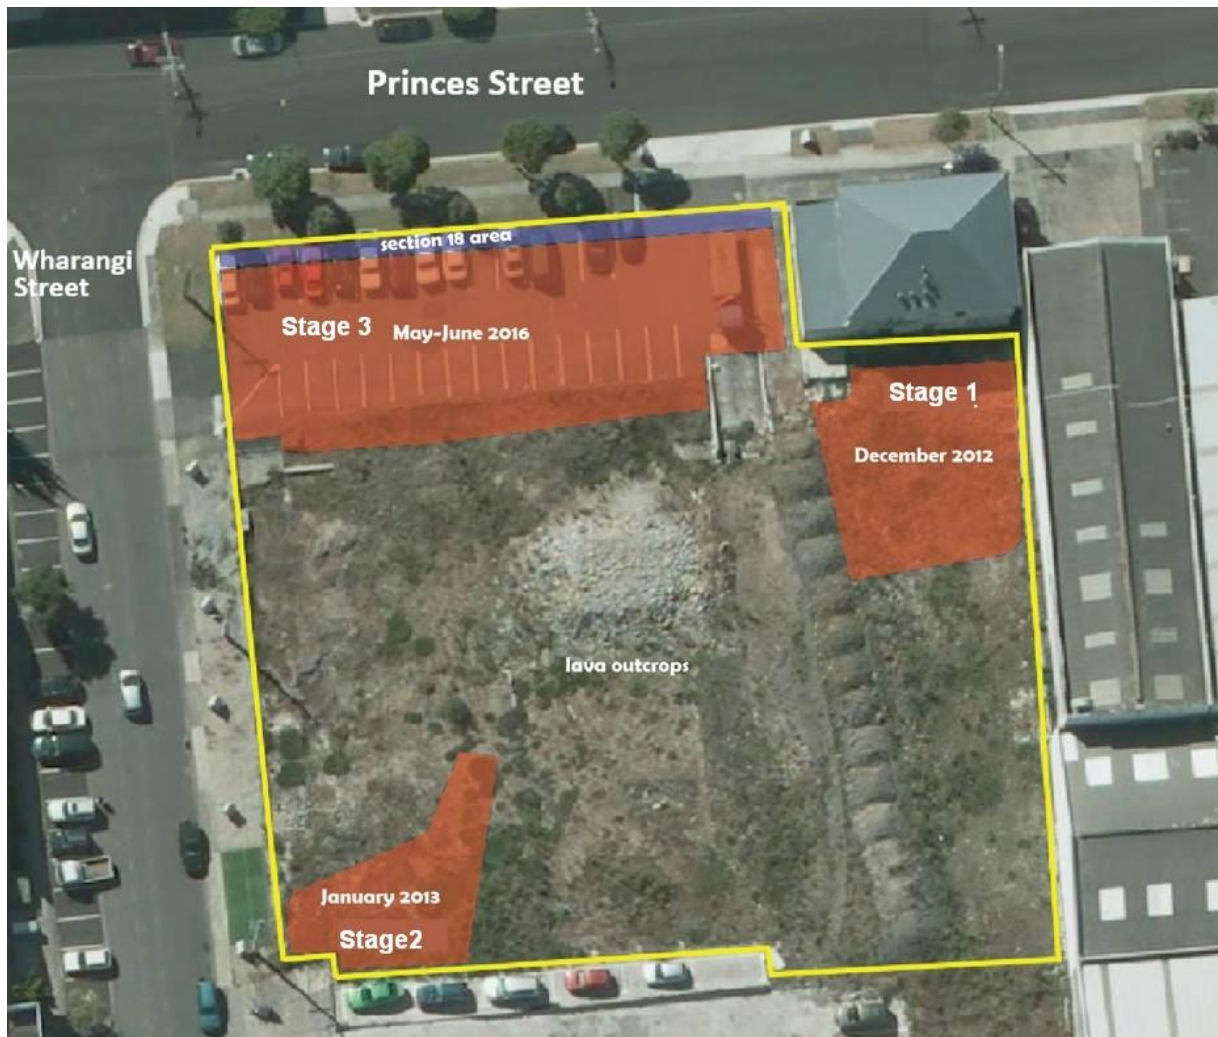 Princes Street
section 18 area
Wharangi
Street
Stage 3
May-June 2016
Stage 1
December 2012
lava outcrops
January 2013
Stage2